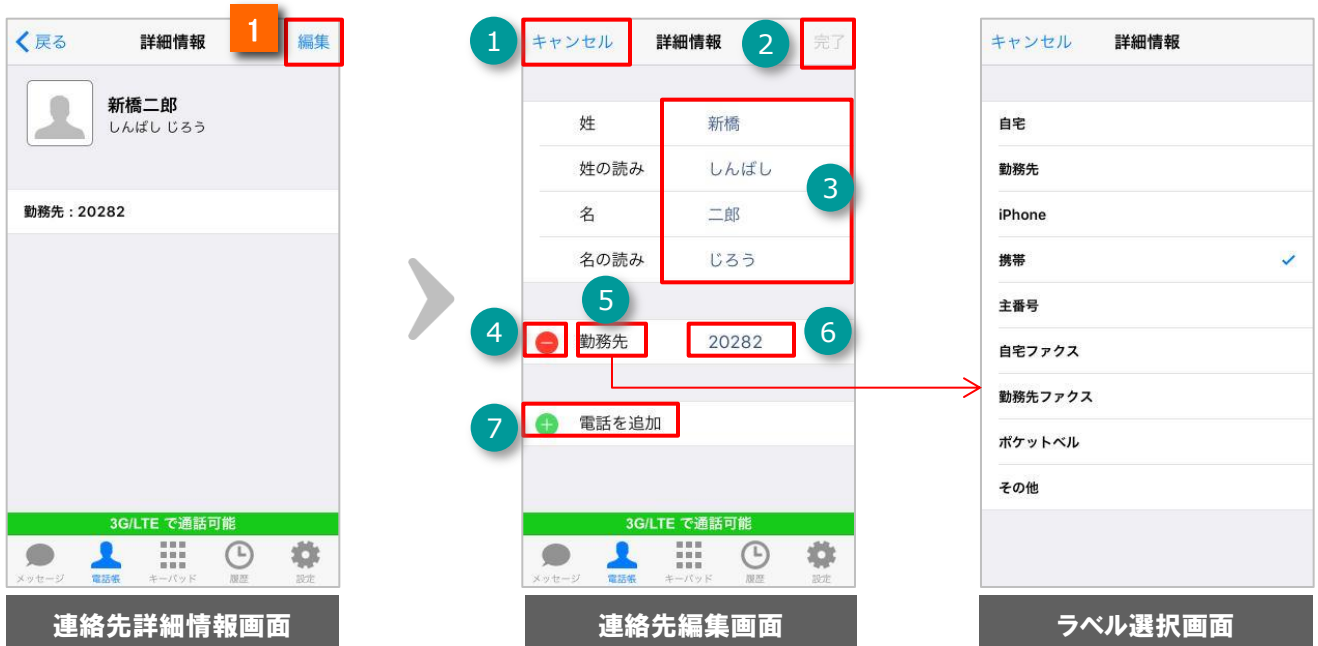 戻る 詳細情報 1 編集
新橋二郎
しんばし じろう
勤務先：20282
3G/LTE で通話可能
メッセージ 電話帳 キーパッド 履歴 設定
連絡先詳細情報画面
1 キャンセル 詳細情報 2 完了
姓 新橋
姓の読み しんばし
3
名 二郎
名の読み じろう
5
4 勤務先 20282 6
7 電話を追加
3G/LTE で通話可能
メッセージ 電話帳 キーパッド 履歴 設定
連絡先編集画面
キャンセル 詳細情報
自宅
勤務先
iPhone
携帯
主番号
自宅ファクス
勤務先ファクス
ポケットベル
その他
ラベル選択画面